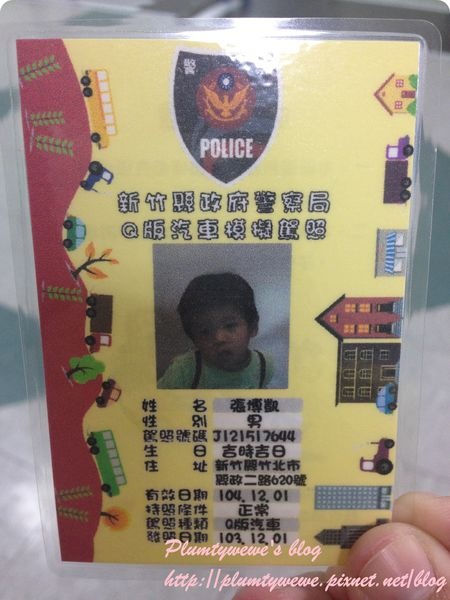 警
POLICE
新竹縣政府警察局
Q版汽車模擬駕照
姓 名 張博凱
性 別 男
駕照號碼 J121517644
生 日 吉時吉日
住 址 新竹縣竹北市
縣政二路620號
有效日期 104.12.01
持照條件 正常
駕照種類 Q版汽車
發照日期 103.12.01
Plumtywewe's blog
http://plumtywewe.pixnet.net/blog